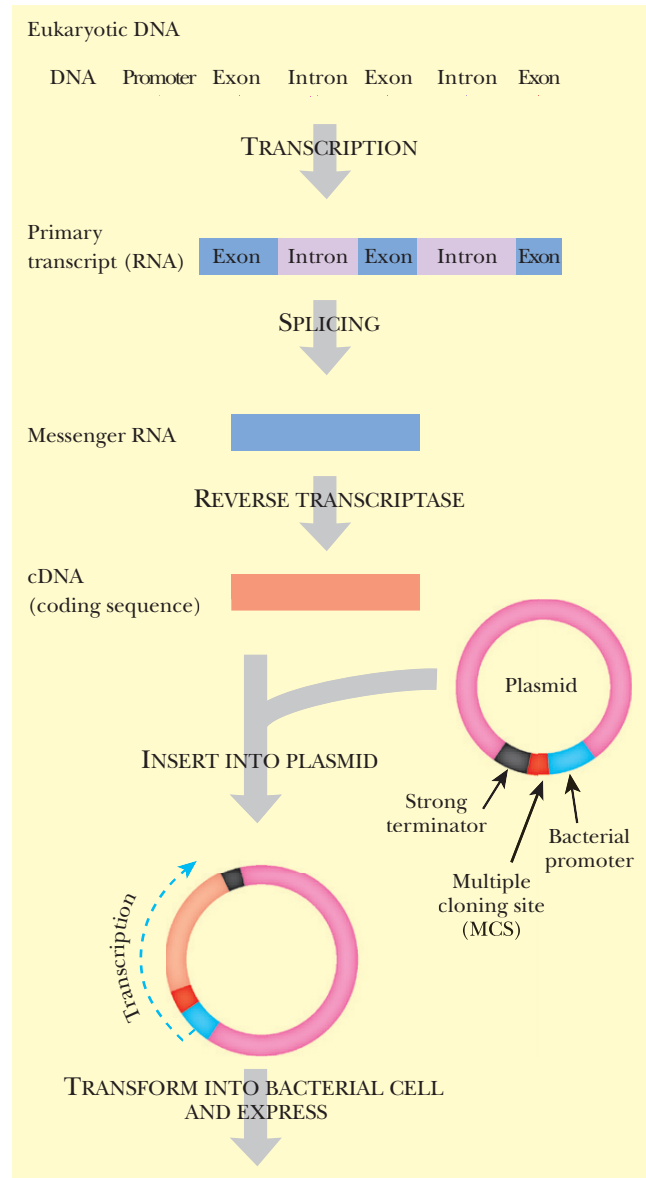 Eukaryotic DNA
DNA Promoter Exon Intron Exon Intron Exon
TRANSCRIPTION
Primary
transcript (RNA)
Exon Intron Exon Intron Exon
SPLICING
Messenger RNA
REVERSE TRANSCRIPTASE
cDNA
(coding sequence)
Plasmid
INSERT INTO PLASMID
Strong
terminator
Bacterial
promoter
Multiple
cloning site
(MCS)
Transcription
TRANSFORM INTO BACTERIAL CELL
AND EXPRESS